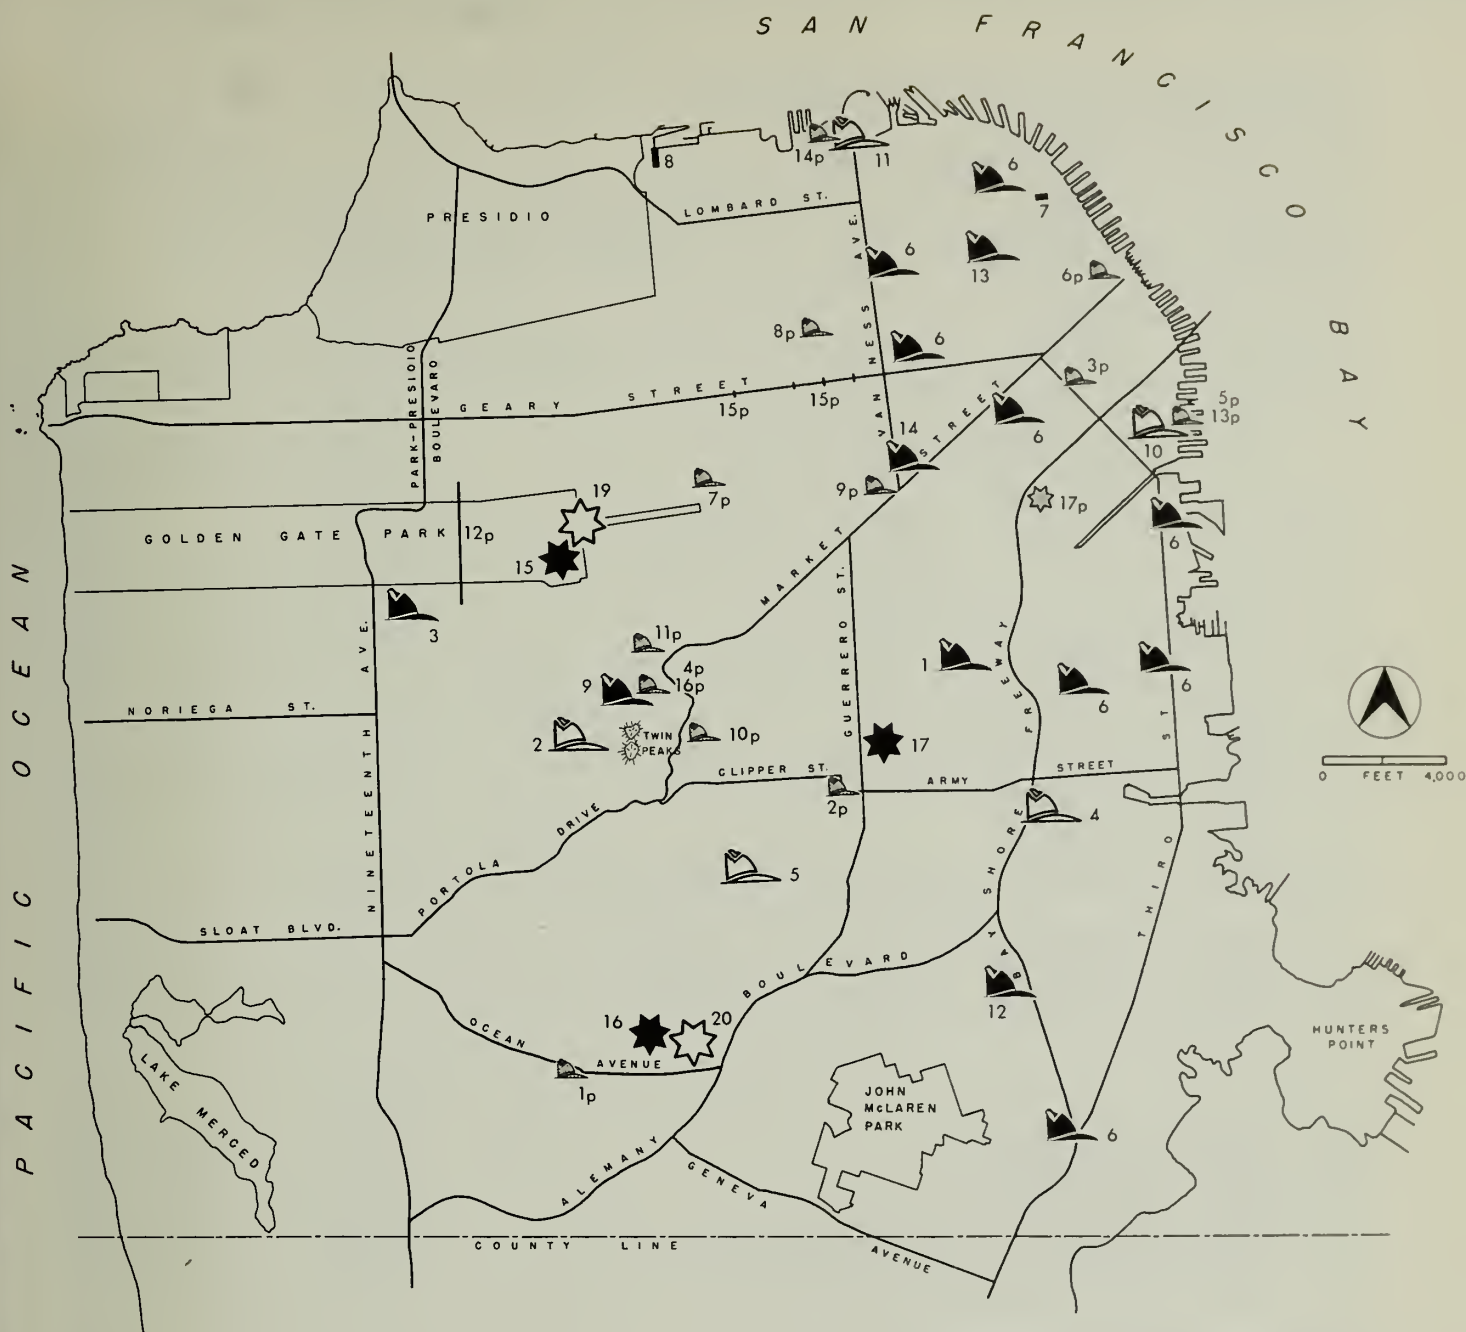 SAN FRANCISCO BAY
14p
11
8
6
7
PRESIDIO
LOMBARD ST.
VAN NESS AVE.
6
13
6p
8p
6
3p
PARK-PRESIDIO
BOULEVARD
GEARY STREET
15p
15p
6
5p
13p
10
14
9p
7p
19
17p
6
GOLDEN GATE PARK
12p
15
MARKET STREET
3
11p
4p
16p
9
1
6
6
NORIEGA ST.
2
TWIN
PEAKS
10p
GUERRERO ST.
17
FREEWAY
CLIPPER ST.
2p
ARMY STREET
0 FEET 4,000
4
PACIFIC OCEAN
NINETEENTH AVE.
PORTOLA DRIVE
5
BAY SHORE
THIRD ST
SLOAT BLVD.
BOULEVARD
12
16
20
OCEAN AVENUE
1p
HUNTERS
POINT
LAKE MERCED
JOHN
McLAREN
PARK
6
ALEMANY
GENEVA AVENUE
COUNTY LINE